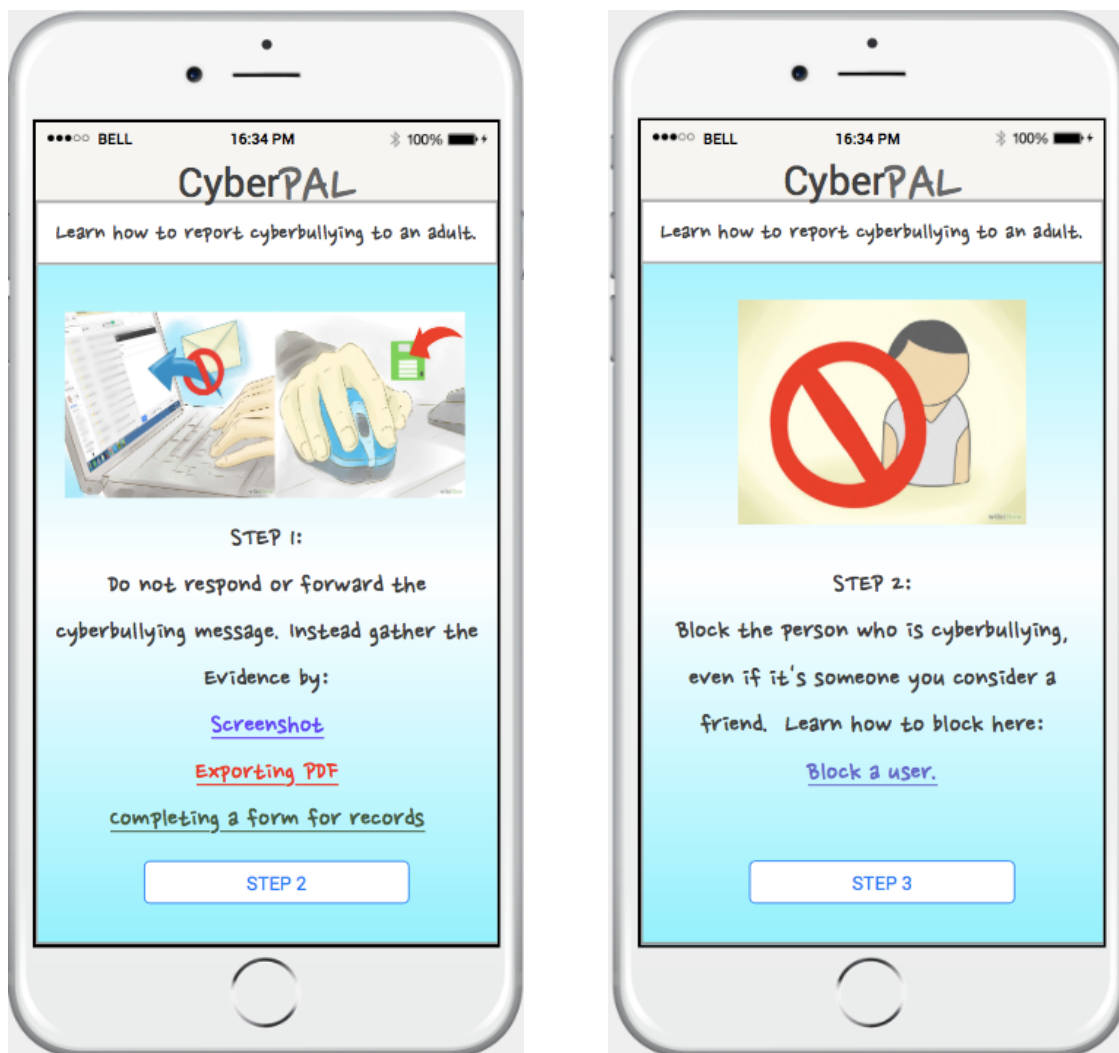 BELL 16:34 PM 100%
CyberPAL
Learn how to report cyberbullying to an adult.
STEP 1:
Do not respond or forward the
cyberbullying message. Instead gather the
Evidence by:
Screenshot
Exporting PDF
completing a form for records
STEP 2
BELL 16:34 PM 100%
CyberPAL
Learn how to report cyberbullying to an adult.
STEP 2:
Block the person who is cyberbullying,
even if it's someone you consider a
friend. Learn how to block here:
Block a user.
STEP 3